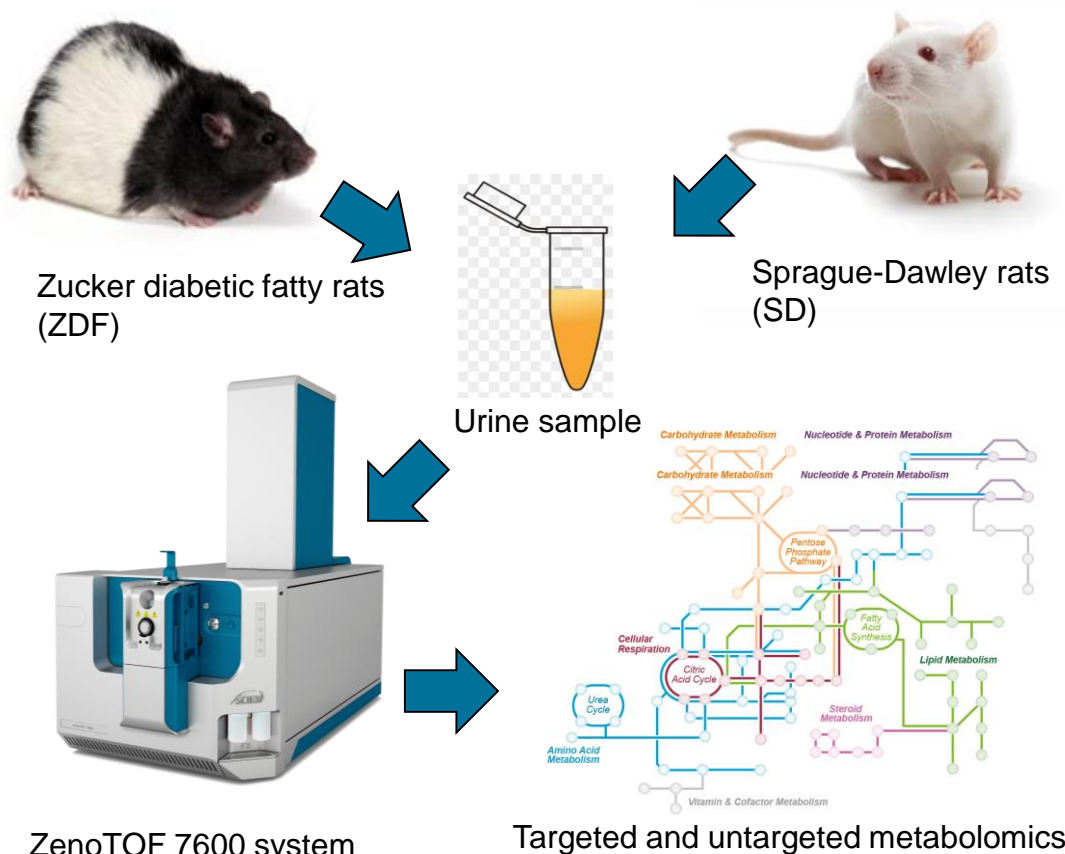 Zucker diabetic fatty rats
(ZDF)
Sprague-Dawley rats
(SD)
Urine sample
Carbohydrate Metabolism
Nucleotide & Protein Metabolism
Carbohydrate Metabolism
Nucleotide & Protein Metabolism
Pentose
Phosphate
Pathway
Fatty
Acid
Synthesis
Cellular
Respiration
Lipid Metabolism
Citric
Acid Cycle
Urea
Cycle
Steroid
Metabolism
Amino Acid
Metabolism
Vitamin & Cofactor Metabolism
SCIEX
ZenoTOF 7600 system
Targeted and untargeted metabolomics